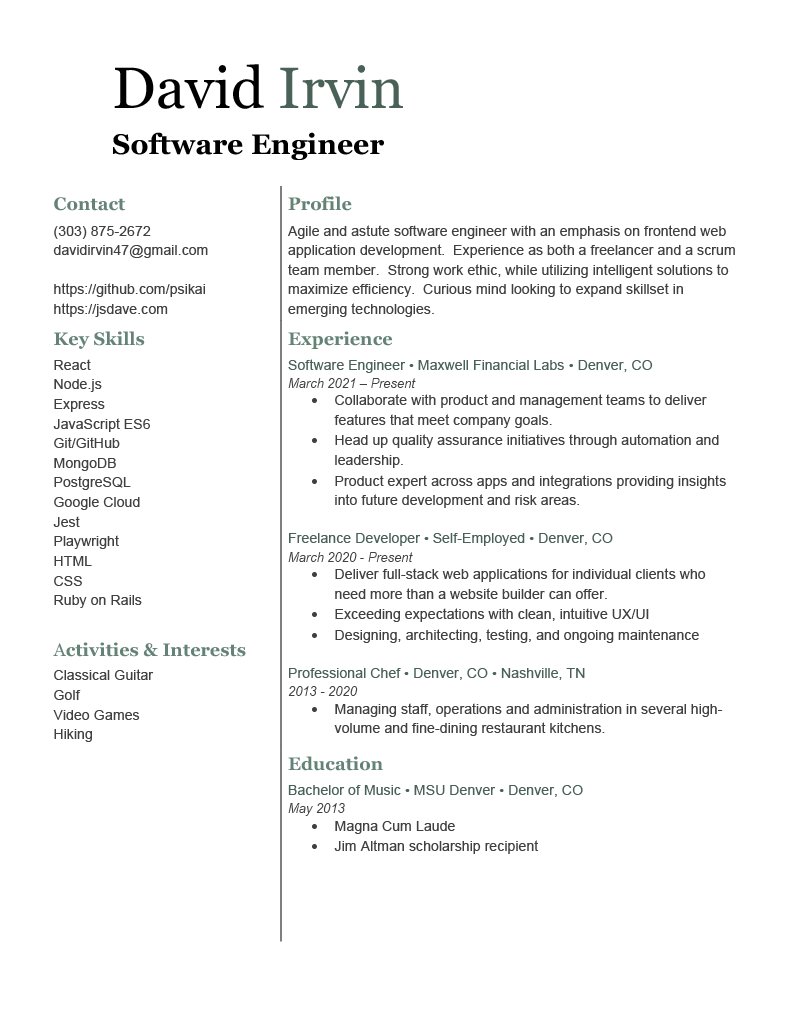 David Irvin
Software Engineer
Contact
(303) 875-2672
davidirvin47@gmail.com
https://github.com/psikai
https://jsdave.com
Key Skills
React
Node.js
Express
JavaScript ES6
Git/GitHub
MongoDB
PostgreSQL
Google Cloud
Jest
Playwright
HTML
CSS
Ruby on Rails
Activities & Interests
Classical Guitar
Golf
Video Games
Hiking
Profile
Agile and astute software engineer with an emphasis on frontend web
application development.  Experience as both a freelancer and a scrum
team member.  Strong work ethic, while utilizing intelligent solutions to
maximize efficiency.  Curious mind looking to expand skillset in
emerging technologies.
Experience
Software Engineer • Maxwell Financial Labs • Denver, CO
March 2021 – Present
• Collaborate with product and management teams to deliver
features that meet company goals.
• Head up quality assurance initiatives through automation and
leadership.
• Product expert across apps and integrations providing insights
into future development and risk areas.
Freelance Developer • Self-Employed • Denver, CO
March 2020 - Present
• Deliver full-stack web applications for individual clients who
need more than a website builder can offer.
• Exceeding expectations with clean, intuitive UX/UI
• Designing, architecting, testing, and ongoing maintenance
Professional Chef • Denver, CO • Nashville, TN
2013 - 2020
• Managing staff, operations and administration in several high-
volume and fine-dining restaurant kitchens.
Education
Bachelor of Music • MSU Denver • Denver, CO
May 2013
• Magna Cum Laude
• Jim Altman scholarship recipient